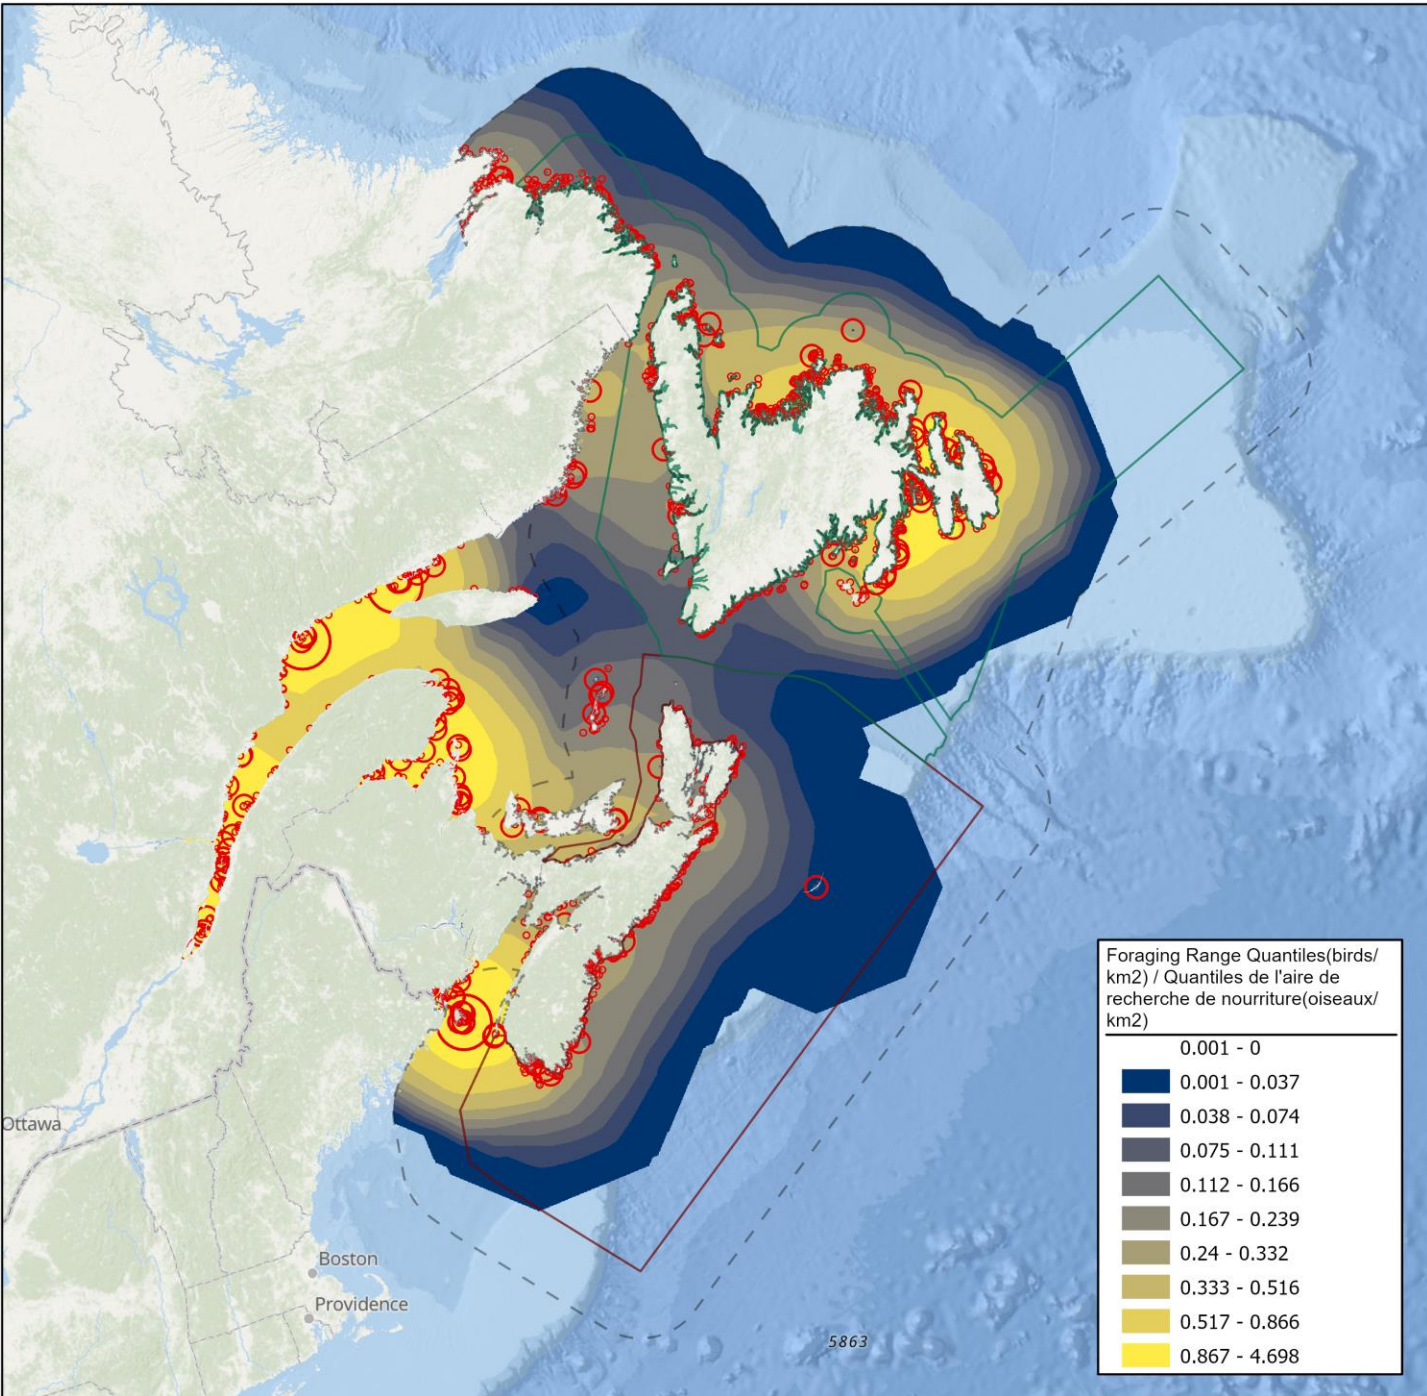 Ottawa
Boston
Providence
5863
Foraging Range Quantiles(birds/
km2) / Quantiles de l'aire de
recherche de nourriture(oiseaux/
km2)
0.001 - 0
0.001 - 0.037
0.038 - 0.074
0.075 - 0.111
0.112 - 0.166
0.167 - 0.239
0.24 - 0.332
0.333 - 0.516
0.517 - 0.866
0.867 - 4.698